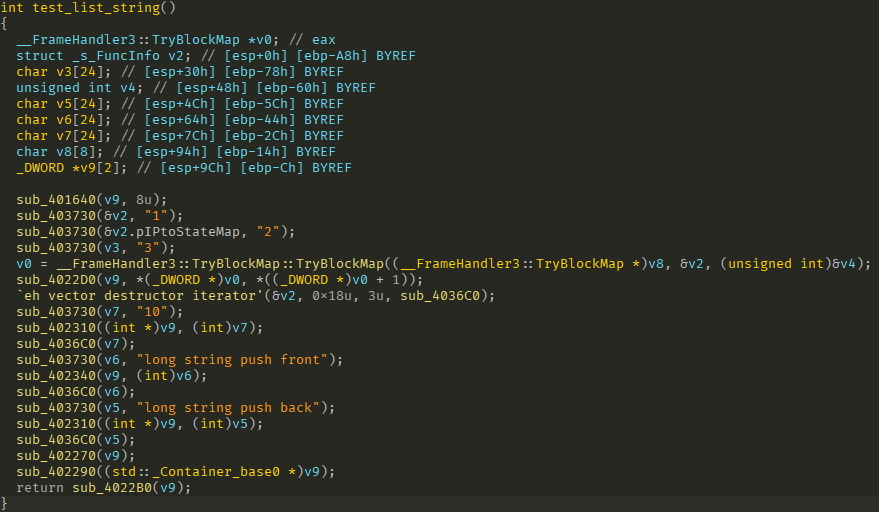 int test_list_string()
{
  __FrameHandler3::TryBlockMap *v0; // eax
  struct _s_FuncInfo v2; // [esp+0h] [ebp-A8h] BYREF
  char v3[24]; // [esp+30h] [ebp-78h] BYREF
  unsigned int v4; // [esp+48h] [ebp-60h] BYREF
  char v5[24]; // [esp+4Ch] [ebp-5Ch] BYREF
  char v6[24]; // [esp+64h] [ebp-44h] BYREF
  char v7[24]; // [esp+7Ch] [ebp-2Ch] BYREF
  char v8[8]; // [esp+94h] [ebp-14h] BYREF
  _DWORD *v9[2]; // [esp+9Ch] [ebp-Ch] BYREF

  sub_401640(v9, 8u);
  sub_403730(&v2, "1");
  sub_403730(&v2.pIPtoStateMap, "2");
  sub_403730(v3, "3");
  v0 = __FrameHandler3::TryBlockMap::TryBlockMap((__FrameHandler3::TryBlockMap *)v8, &v2, (unsigned int)&v4);
  sub_4022D0(v9, *(_DWORD *)v0, *((_DWORD *)v0 + 1));
  `eh vector destructor iterator'(&v2, 0x18u, 3u, sub_4036C0);
  sub_403730(v7, "10");
  sub_402310((int *)v9, (int)v7);
  sub_4036C0(v7);
  sub_403730(v6, "long string push front");
  sub_402340(v9, (int)v6);
  sub_4036C0(v6);
  sub_403730(v5, "long string push back");
  sub_402310((int *)v9, (int)v5);
  sub_4036C0(v5);
  sub_402270(v9);
  sub_402290((std::_Container_base0 *)v9);
  return sub_4022B0(v9);
}